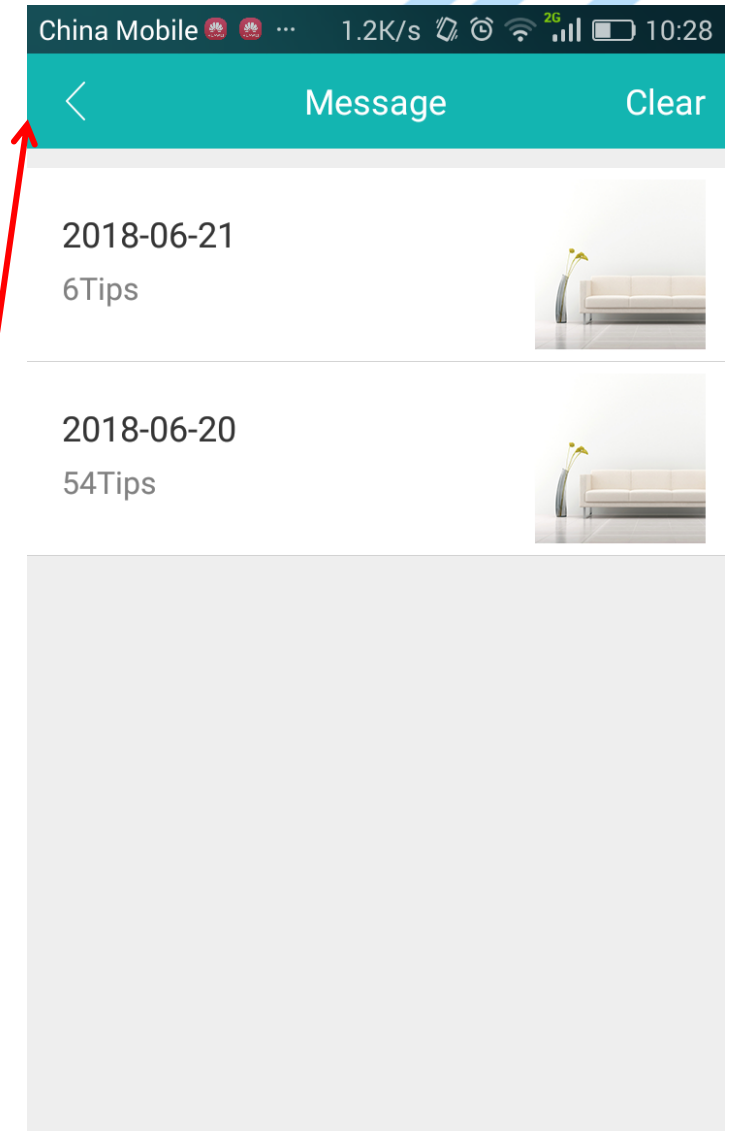 China Mobile ··· 1.2K/s 2G 10:28
Message Clear
2018-06-21
6Tips
2018-06-20
54Tips